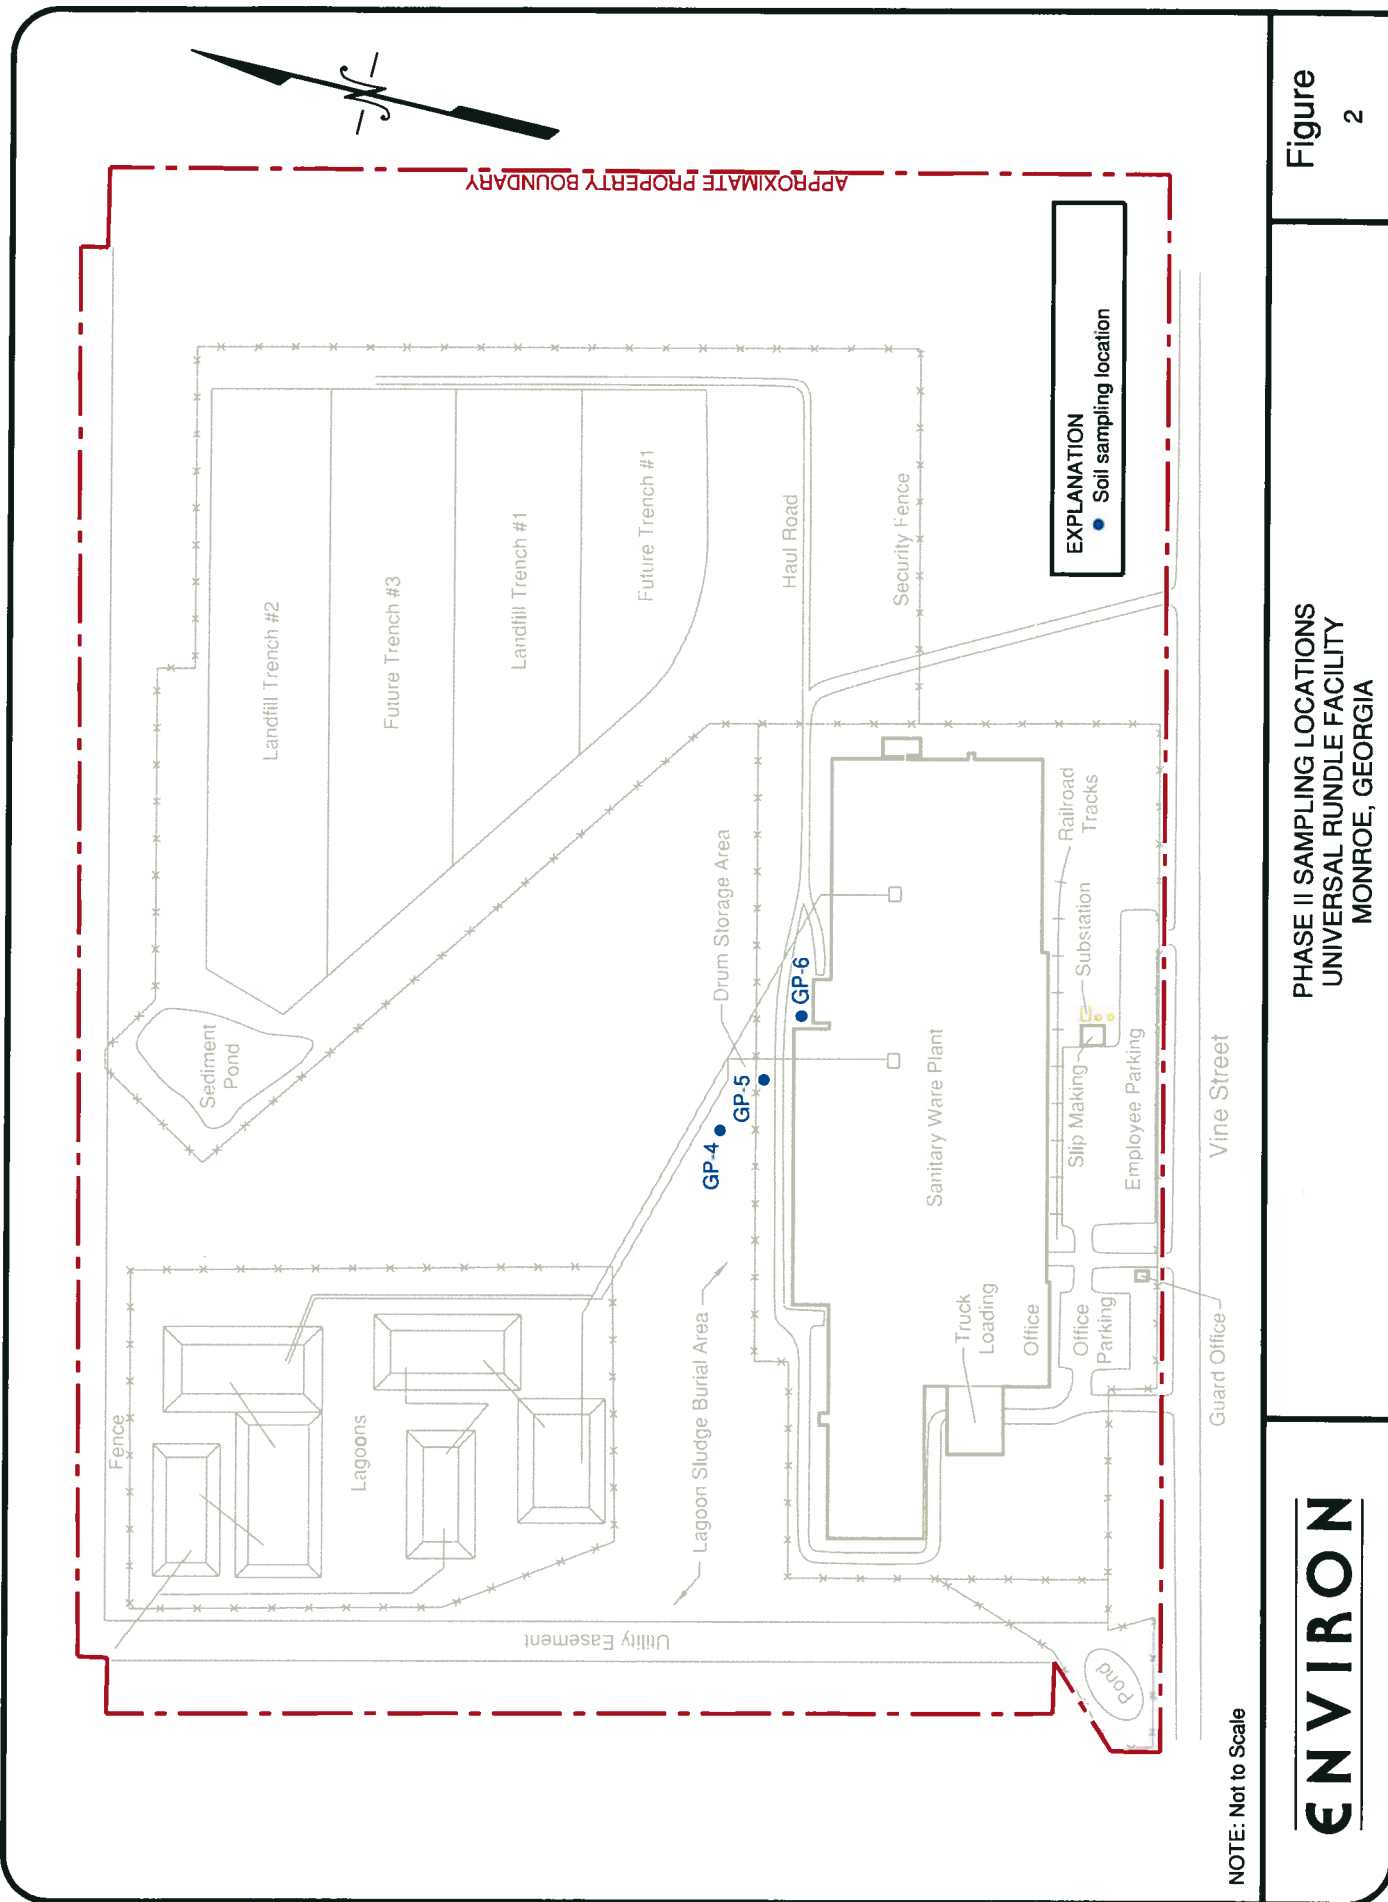 APPROXIMATE PROPERTY BOUNDARY
Fence
Sediment
Pond
Landfill Trench #2
Future Trench #3
Landfill Trench #1
Future Trench #1
Lagoons
Haul Road
Security Fence
Utility Easement
Lagoon Sludge Burial Area
Drum Storage Area
GP-4
GP-5
GP-6
Sanitary Ware Plant
Truck
Loading
Office
Office
Parking
Slip Making
Substation
Railroad
Tracks
Employee Parking
Pond
Guard Office
Vine Street
EXPLANATION
Soil sampling location
N
NOTE: Not to Scale
ENVIRON
PHASE II SAMPLING LOCATIONS
UNIVERSAL RUNDLE FACILITY
MONROE, GEORGIA
Figure
2